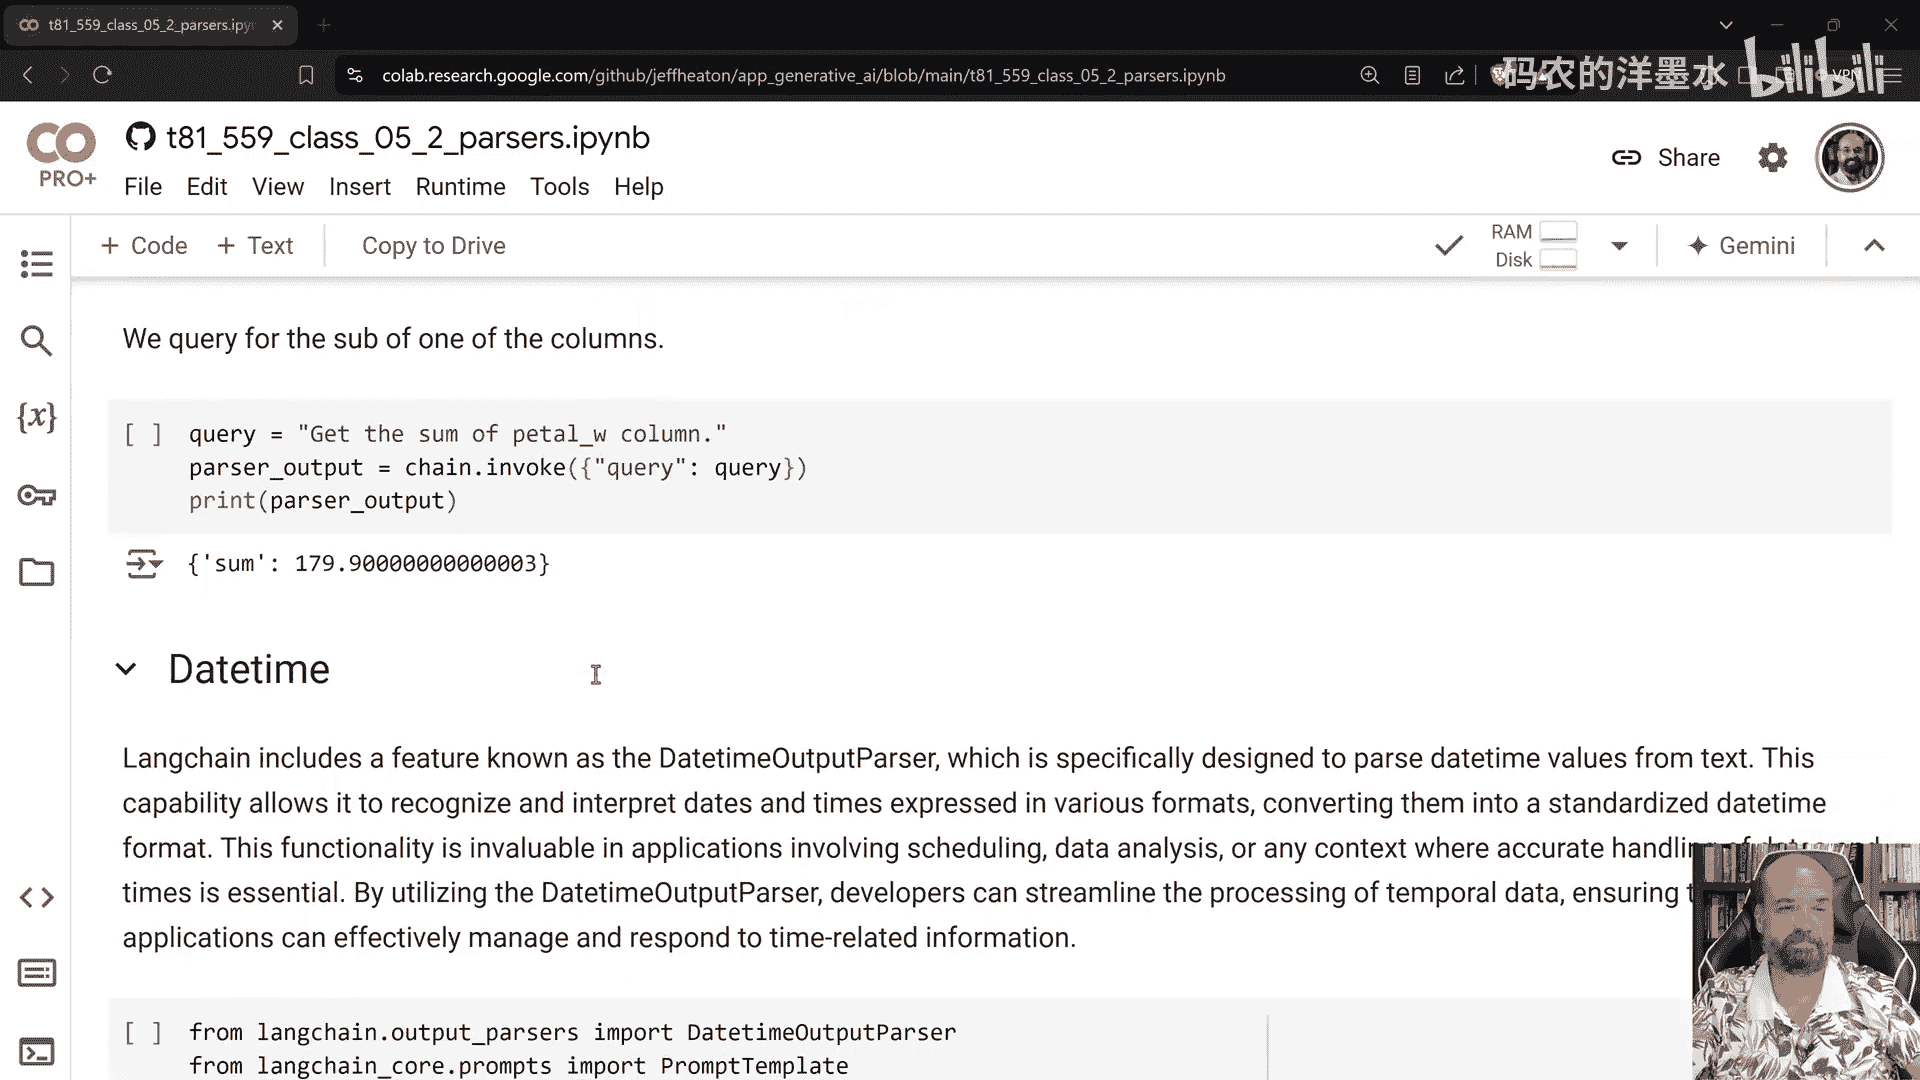 t81_559_class_05_2_parsers.ipy
colab.research.google.com/github/jeffheaton/app_generative_ai/blob/main/t81_559_class_05_2_parsers.ipynb
码农的洋墨水 bilibili
VPN
CO
PRO+
t81_559_class_05_2_parsers.ipynb
File Edit View Insert Runtime Tools Help
Share
+ Code + Text Copy to Drive
RAM
Disk
Gemini
{x}
We query for the sub of one of the columns.
[ ] query = "Get the sum of petal_w column."
parser_output = chain.invoke({"query": query})
print(parser_output)
{'sum': 179.90000000000003}
Datetime
Langchain includes a feature known as the DatetimeOutputParser, which is specifically designed to parse datetime values from text. This
capability allows it to recognize and interpret dates and times expressed in various formats, converting them into a standardized datetime
format. This functionality is invaluable in applications involving scheduling, data analysis, or any context where accurate
times is essential. By utilizing the DatetimeOutputParser, developers can streamline the processing of temporal data, ensuring
applications can effectively manage and respond to time-related information.
[ ] from langchain.output_parsers import DatetimeOutputParser
from langchain_core.prompts import PromptTemplate